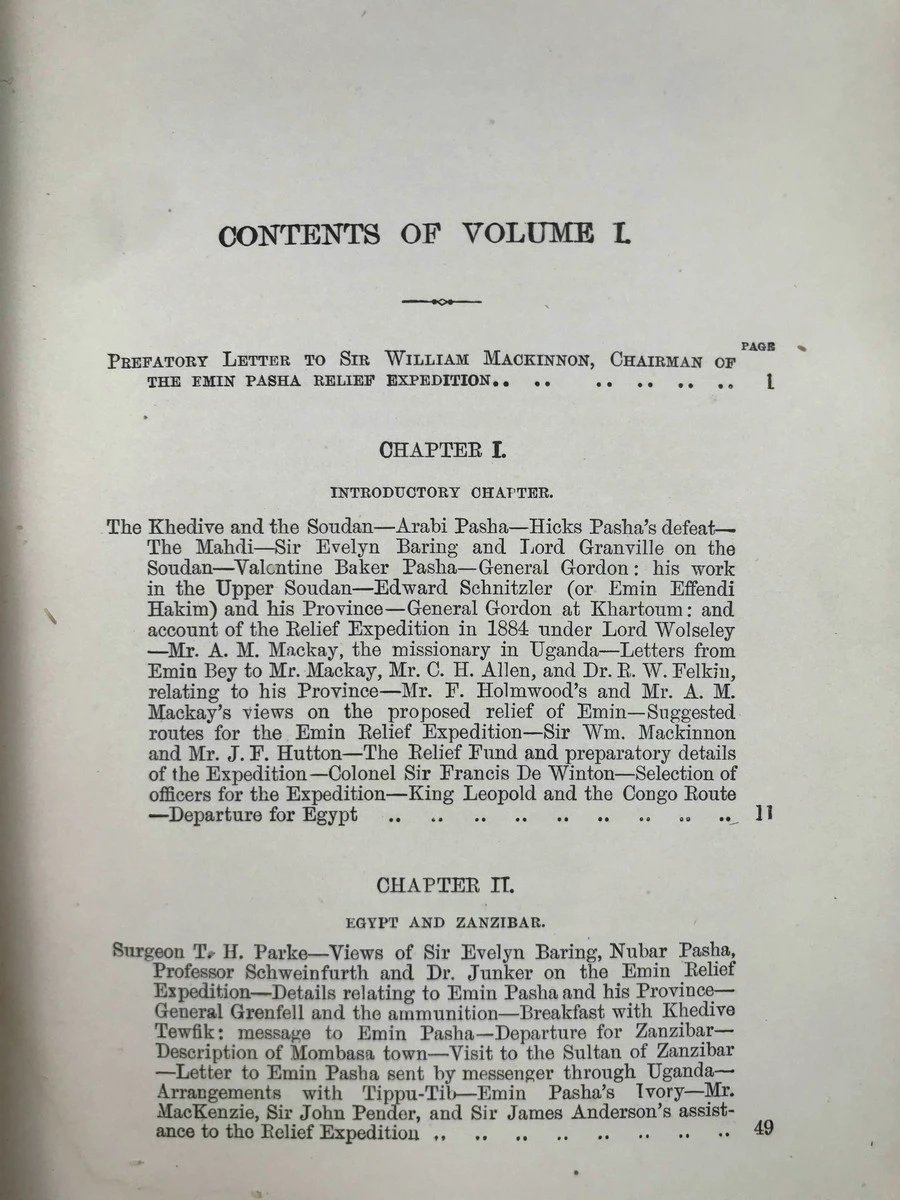 CONTENTS OF VOLUME I.
PAGE
PREFATORY LETTER TO SIR WILLIAM MACKINNON, CHAIRMAN OF
THE EMIN PASHA RELIEF EXPEDITION.. .. .. .. .. .. 1
CHAPTER I.
INTRODUCTORY CHAPTER.
The Khedive and the Soudan—Arabi Pasha—Hicks Pasha's defeat—
The Mahdi—Sir Evelyn Baring and Lord Granville on the
Soudan—Valentine Baker Pasha—General Gordon: his work
in the Upper Soudan—Edward Schnitzler (or Emin Effendi
Hakim) and his Province—General Gordon at Khartoum: and
account of the Relief Expedition in 1884 under Lord Wolseley
—Mr. A. M. Mackay, the missionary in Uganda—Letters from
Emin Bey to Mr. Mackay, Mr. C. H. Allen, and Dr. R. W. Felkin,
relating to his Province—Mr. F. Holmwood's and Mr. A. M.
Mackay's views on the proposed relief of Emin—Suggested
routes for the Emin Relief Expedition—Sir Wm. Mackinnon
and Mr. J. F. Hutton—The Relief Fund and preparatory details
of the Expedition—Colonel Sir Francis De Winton—Selection of
officers for the Expedition—King Leopold and the Congo Route
—Departure for Egypt .. .. .. .. .. .. .. .. .. 11
CHAPTER II.
EGYPT AND ZANZIBAR.
Surgeon T. H. Parke—Views of Sir Evelyn Baring, Nubar Pasha,
Professor Schweinfurth and Dr. Junker on the Emin Relief
Expedition—Details relating to Emin Pasha and his Province—
General Grenfell and the ammunition—Breakfast with Khedive
Tewfik: message to Emin Pasha—Departure for Zanzibar—
Description of Mombasa town—Visit to the Sultan of Zanzibar
—Letter to Emin Pasha sent by messenger through Uganda—
Arrangements with Tippu-Tib—Emin Pasha's Ivory—Mr.
MacKenzie, Sir John Pender, and Sir James Anderson's assist-
ance to the Relief Expedition .. .. .. .. .. .. .. .. 49